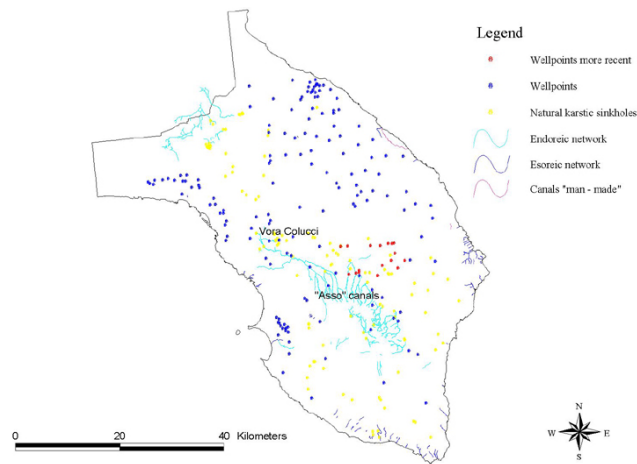 Legend
Wellpoints more recent
Wellpoints
Natural karstic sinkholes
Endoreic network
Esoreic network
Canals "man - made"
Vora Colucci
"Asso" canals
0 20 40 Kilometers
N
W E
S